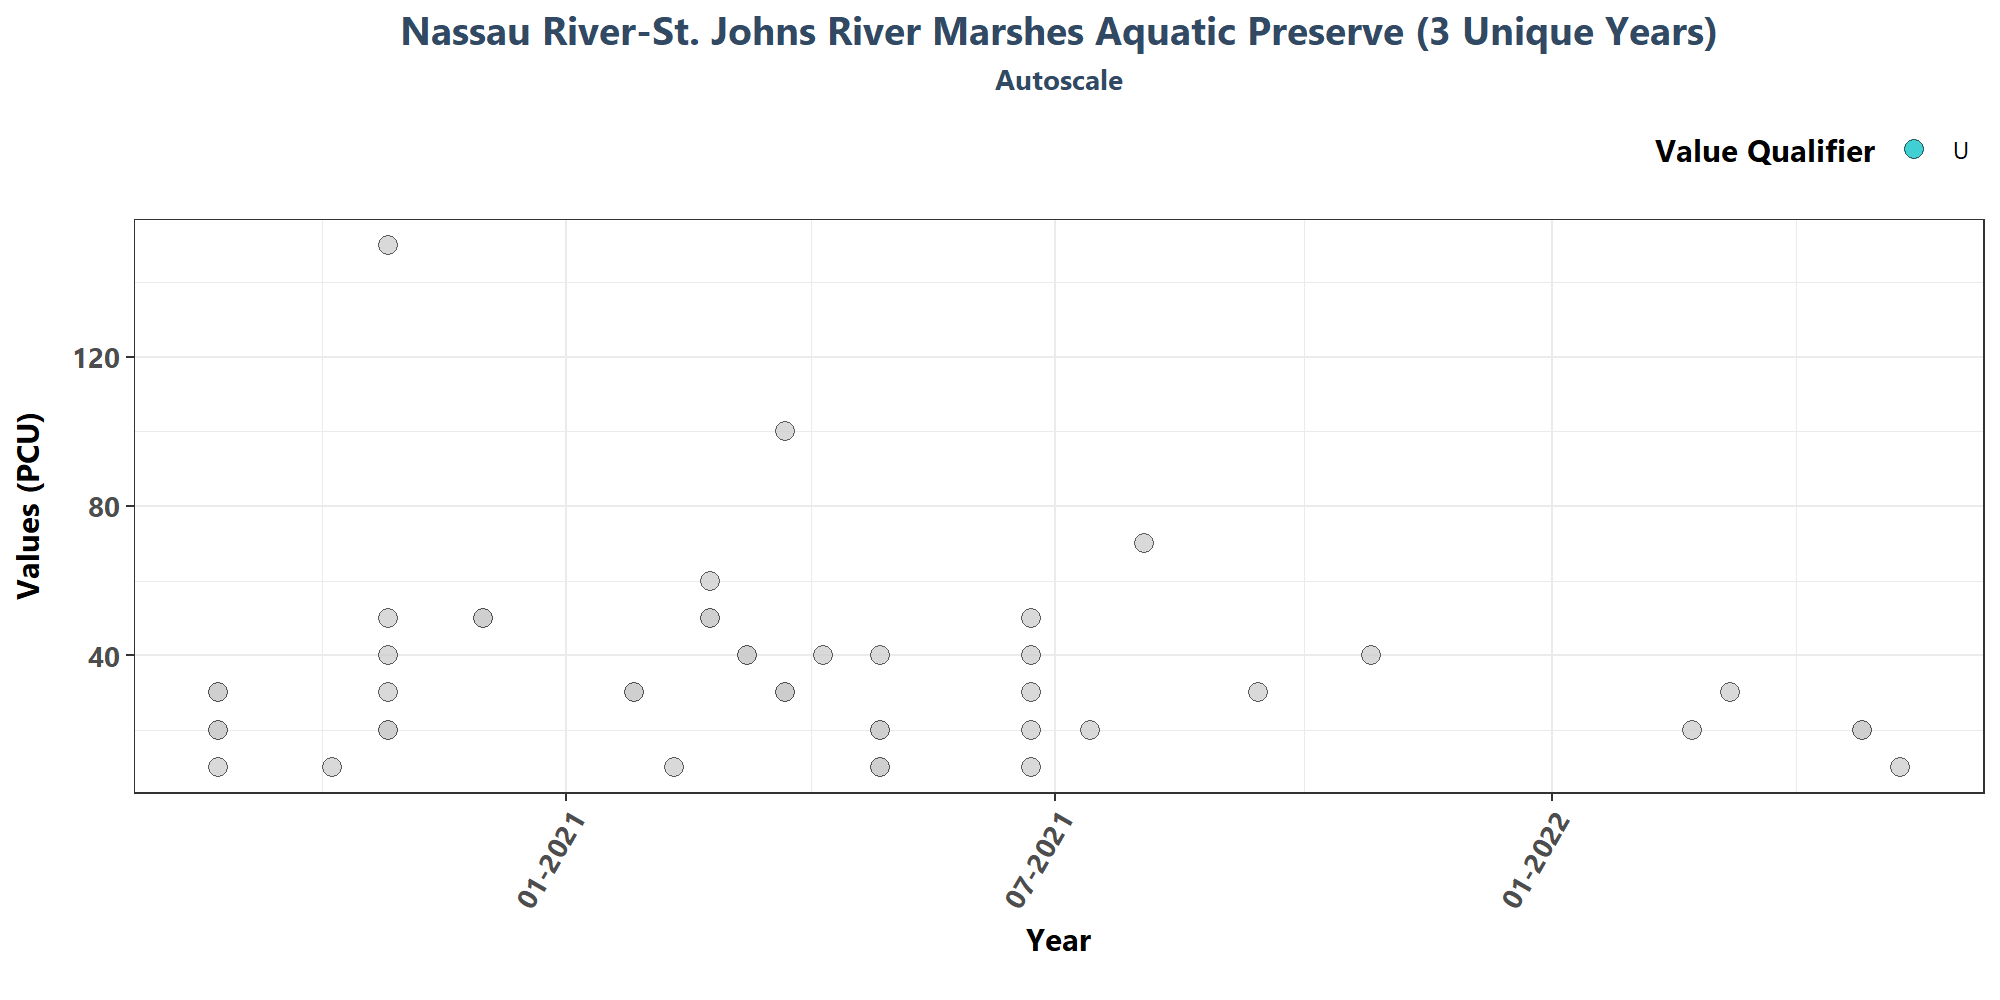 Nassau River-St. Johns River Marshes Aquatic Preserve (3 Unique Years)
Autoscale
Value Qualifier U
Values (PCU)
120
80
40
01-2021
07-2021
01-2022
Year